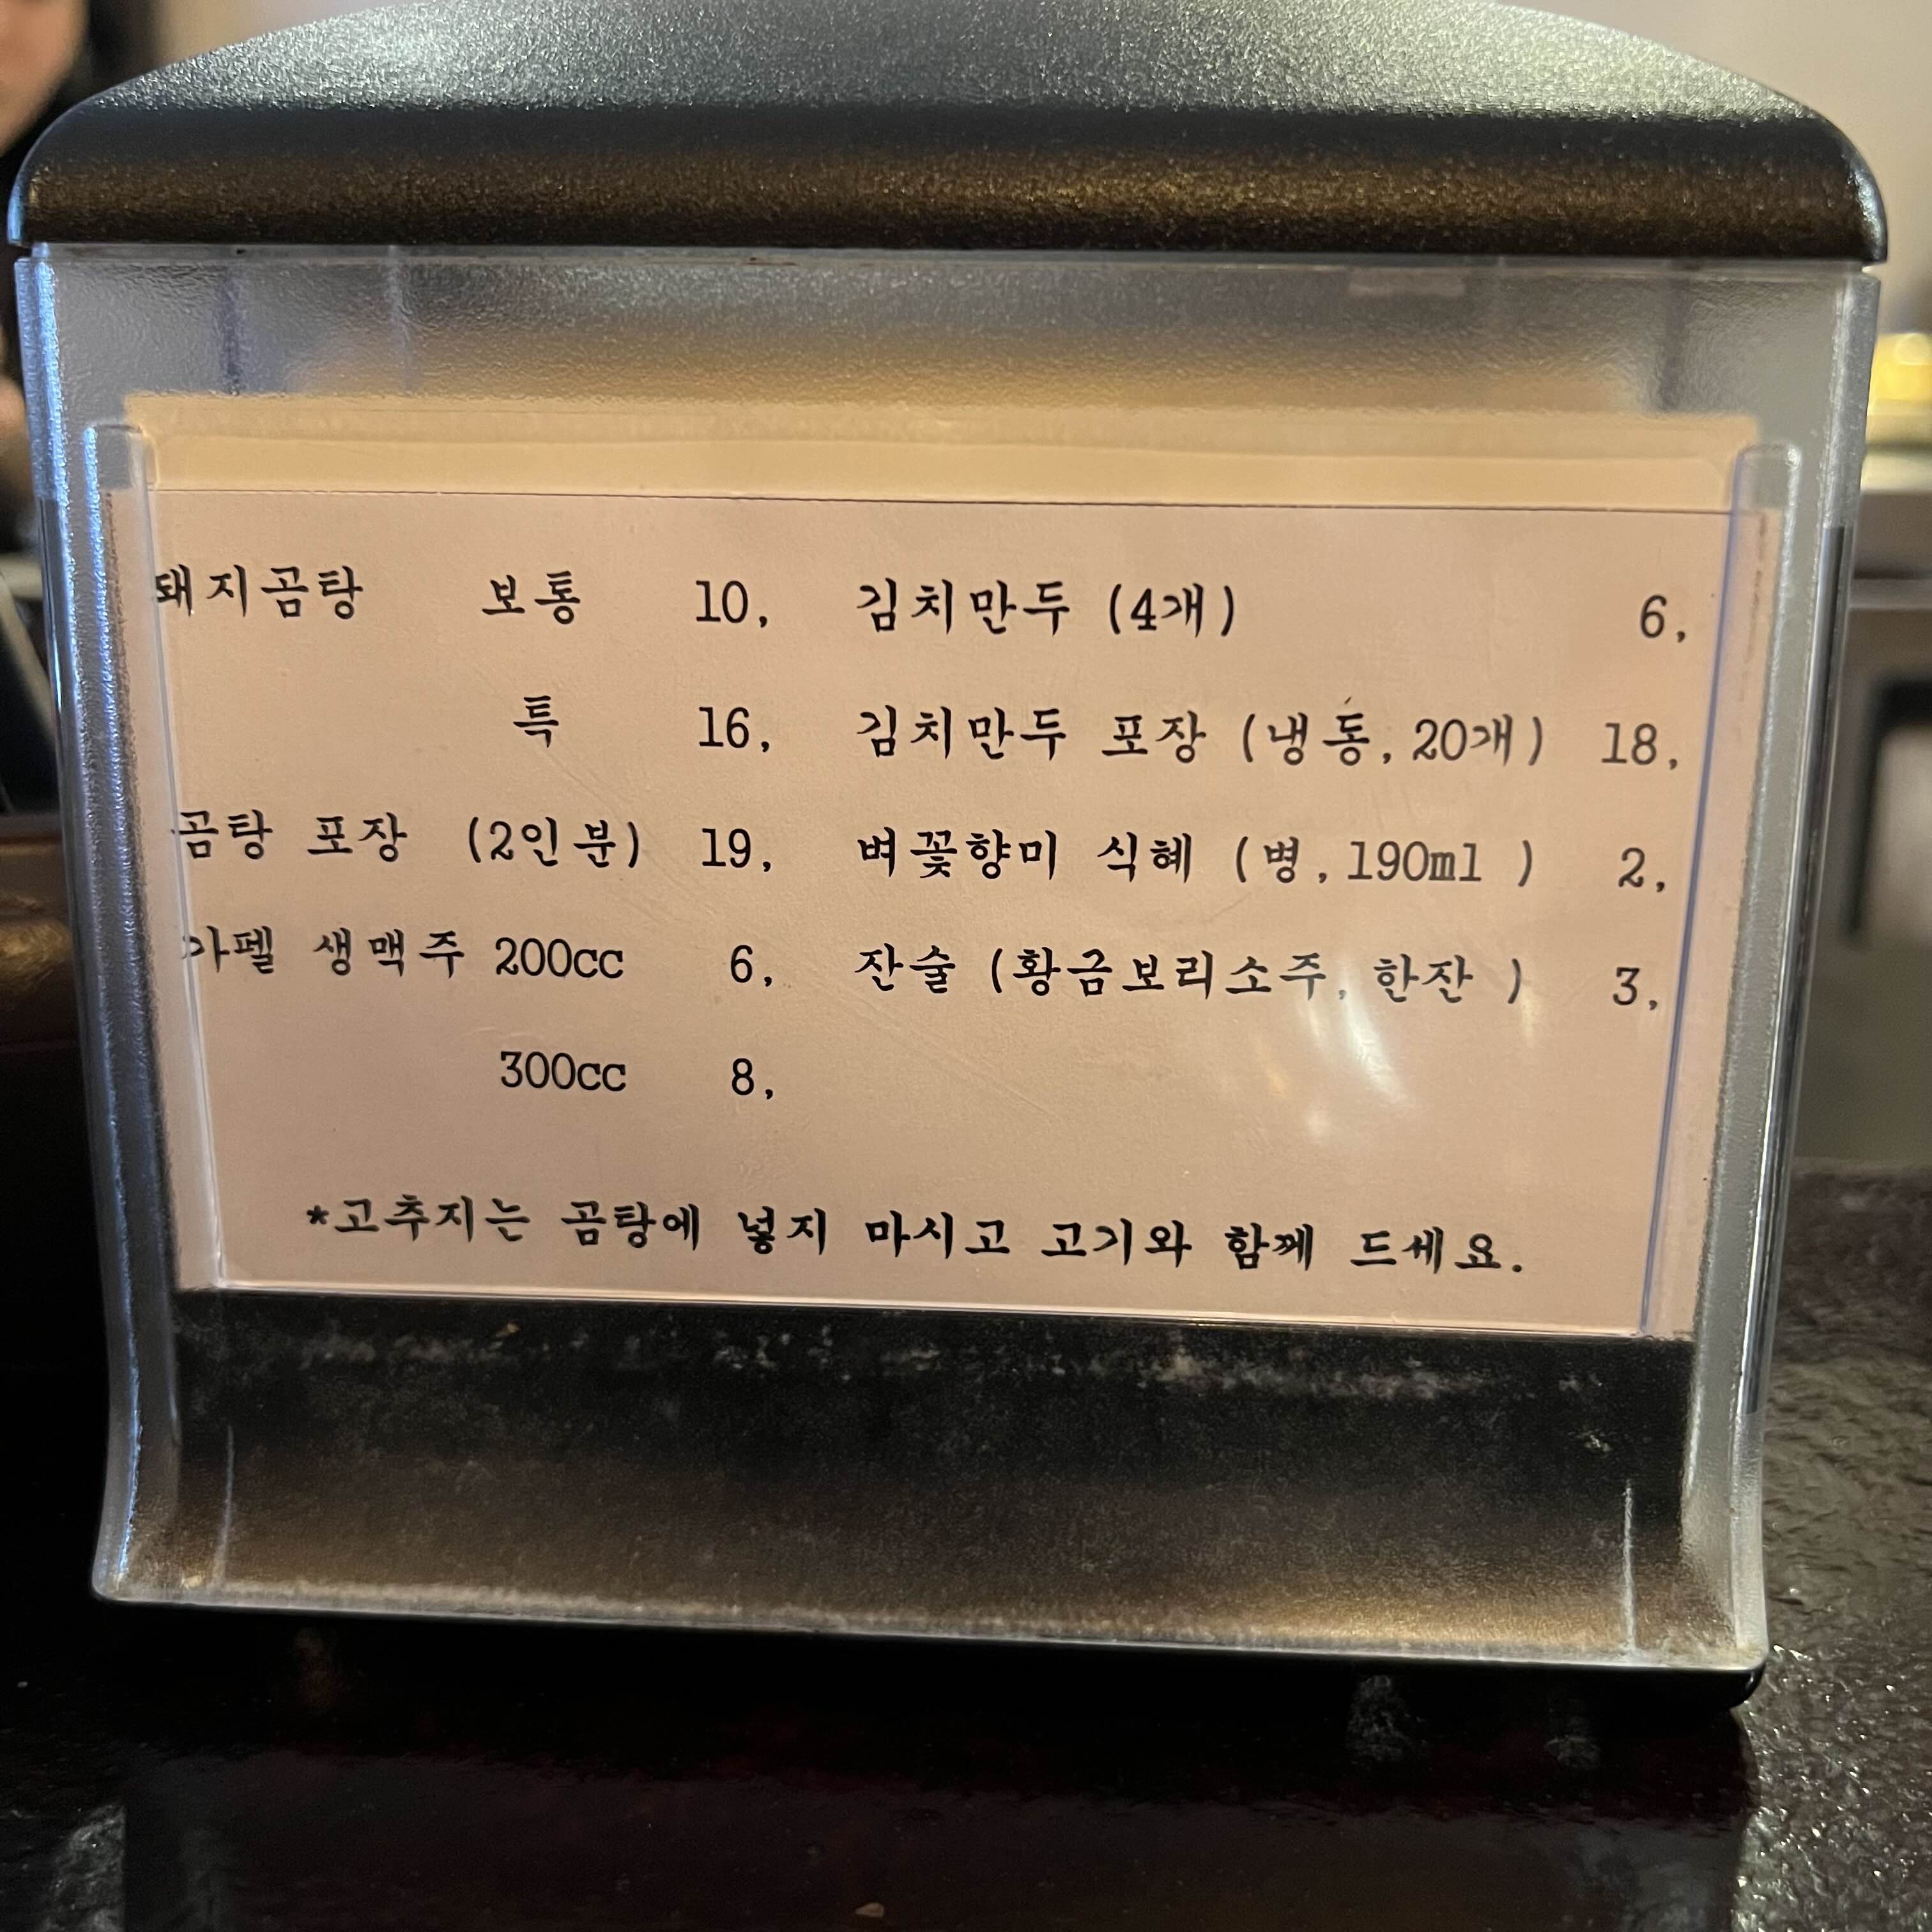 돼지곰탕 보통 10, 김치만두 (4개) 6,
특 16, 김치만두 포장 (냉동, 20개) 18,
곰탕 포장 (2인분) 19, 벼꽃향미 식혜 (병, 190ml ) 2,
생맥주 200cc 6, 잔술 (황금보리소주, 한잔 ) 3,
300cc 8,
*고추지는 곰탕에 넣지 마시고 고기와 함께 드세요.